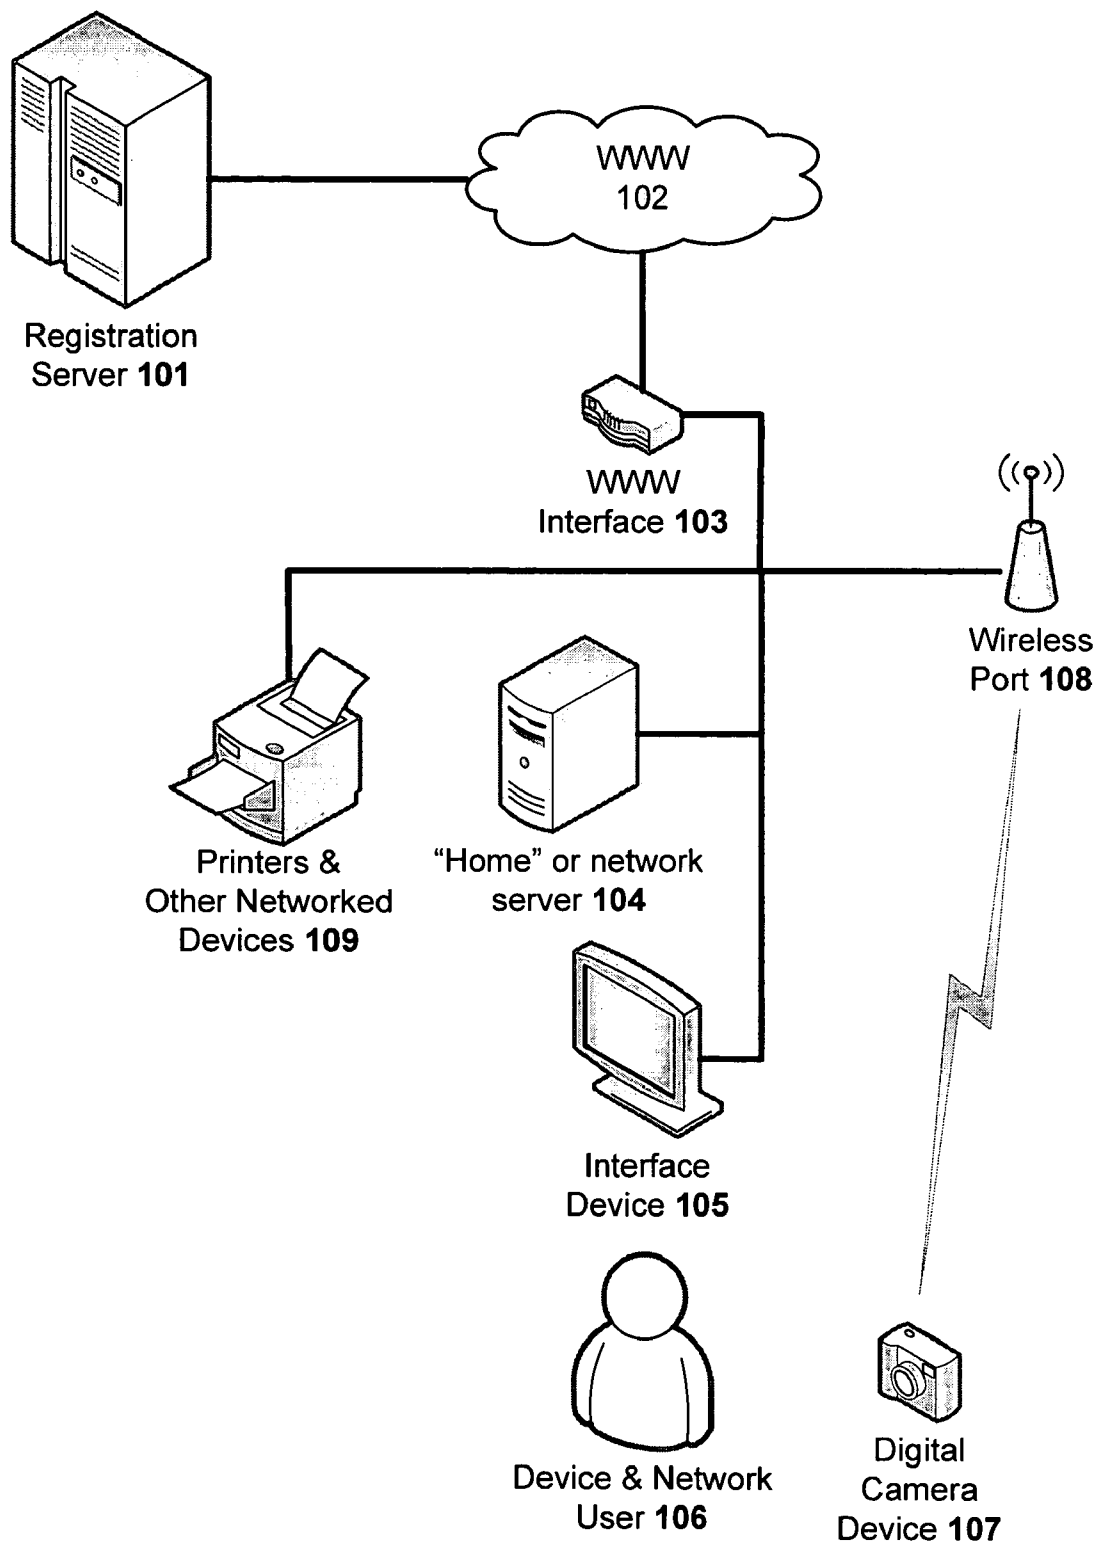 WWW
102
Registration
Server 101
WWW
Interface 103
Wireless
Port 108
Printers &
Other Networked
Devices 109
“Home” or network
server 104
Interface
Device 105
Device & Network
User 106
Digital
Camera
Device 107